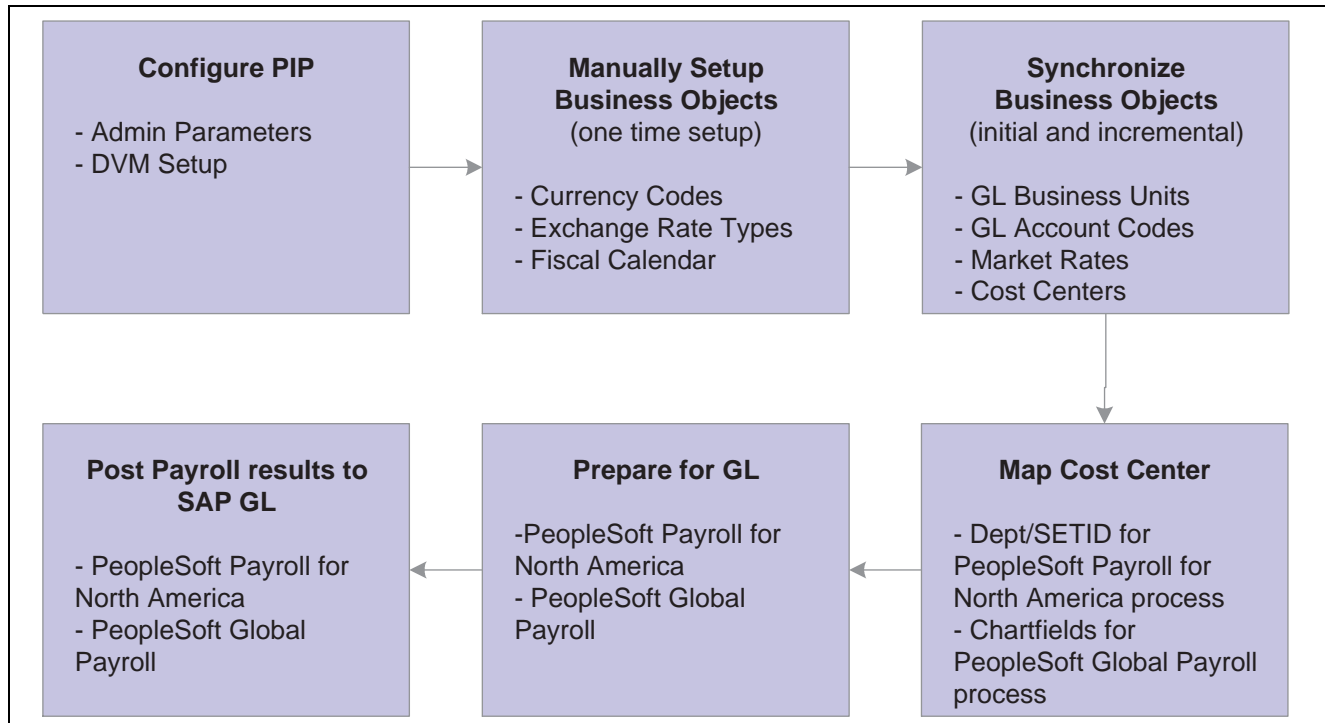 Configure PIP
- Admin Parameters
- DVM Setup
Manually Setup
Business Objects
(one time setup)
- Currency Codes
- Exchange Rate Types
- Fiscal Calendar
Synchronize
Business Objects
(initial and incremental)
- GL Business Units
- GL Account Codes
- Market Rates
- Cost Centers
Map Cost Center
- Dept/SETID for
PeopleSoft Payroll for
North America process
- Chartfields for
PeopleSoft Global Payroll
process
Prepare for GL
-PeopleSoft Payroll for
North America
- PeopleSoft Global
Payroll
Post Payroll results to
SAP GL
- PeopleSoft Payroll for
North America
- PeopleSoft Global
Payroll